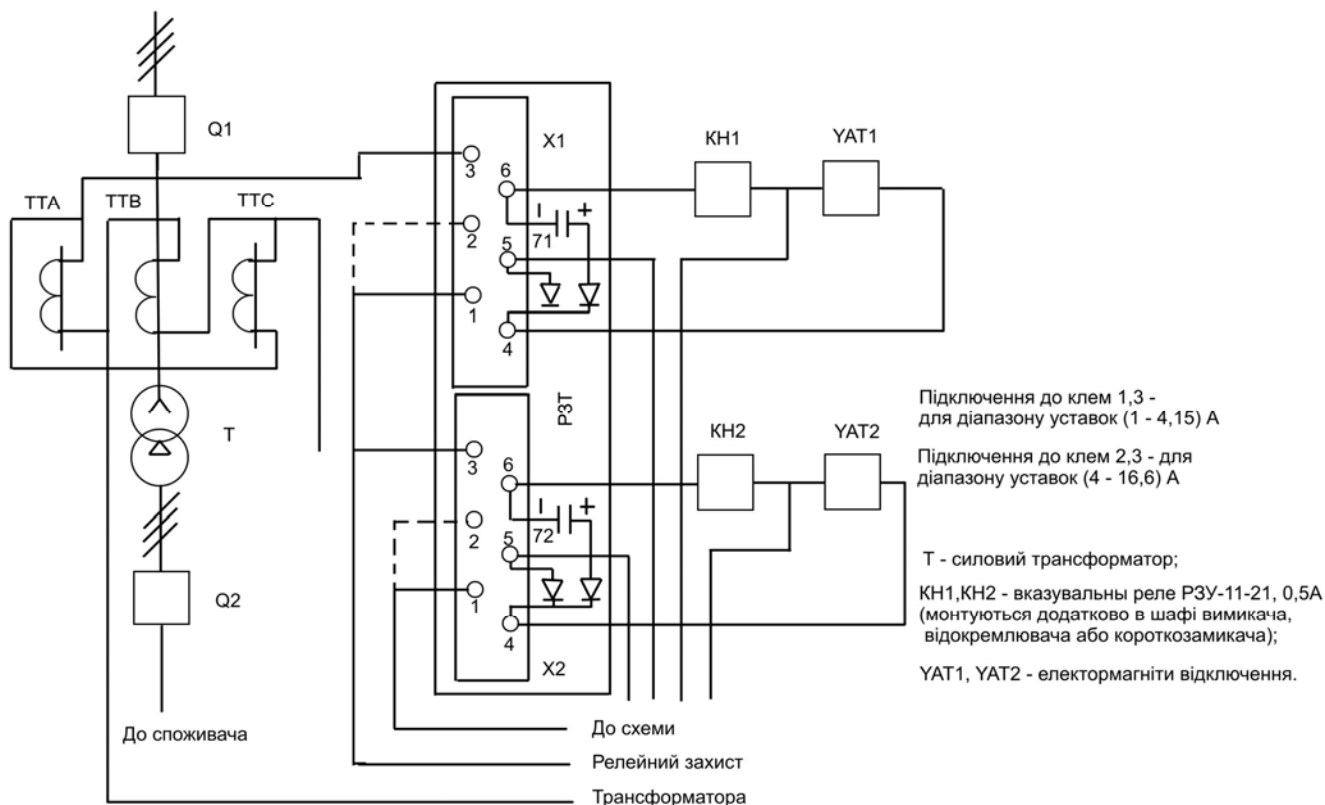 Q1
ТТА
ТТВ
ТТС
Т
Q2
До споживача
X1
3
2
1
6
5
4
71
- +
РЗТ
3
2
1
6
5
4
72
- +
X2
КН1
YAT1
КН2
YAT2
До схеми
Релейний захист
Трансформатора
Підключення до клем 1,3 -
для діапазону уставок (1 - 4,15) А
Підключення до клем 2,3 - для
діапазону уставок (4 - 16,6) А
Т - силовий трансформатор;
КН1,КН2 - вказувальны реле РЗУ-11-21, 0,5А
(монтуються додатково в шафі вимикача,
відокремлювача або короткозамикача);
YAT1, YAT2 - електормагніти відключення.